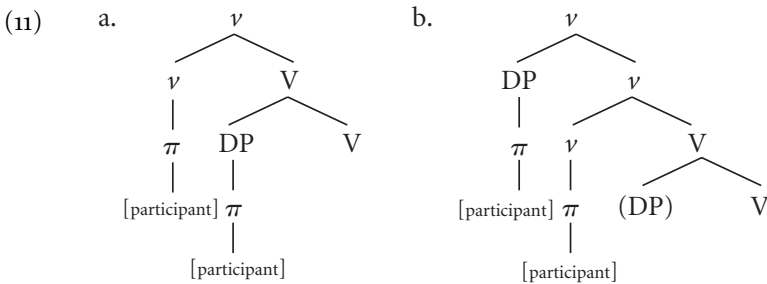 (11) a. v b. v
v V DP v
π DP V π v V
[participant] π [participant] π (DP) V
[participant] [participant]